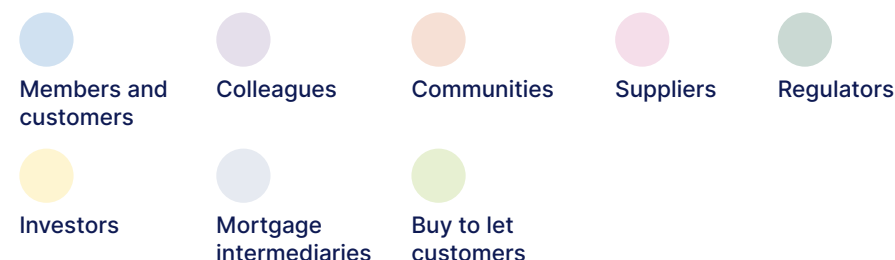 Members and
customers
Colleagues
Communities
Suppliers
Regulators
Investors
Mortgage
intermediaries
Buy to let
customers